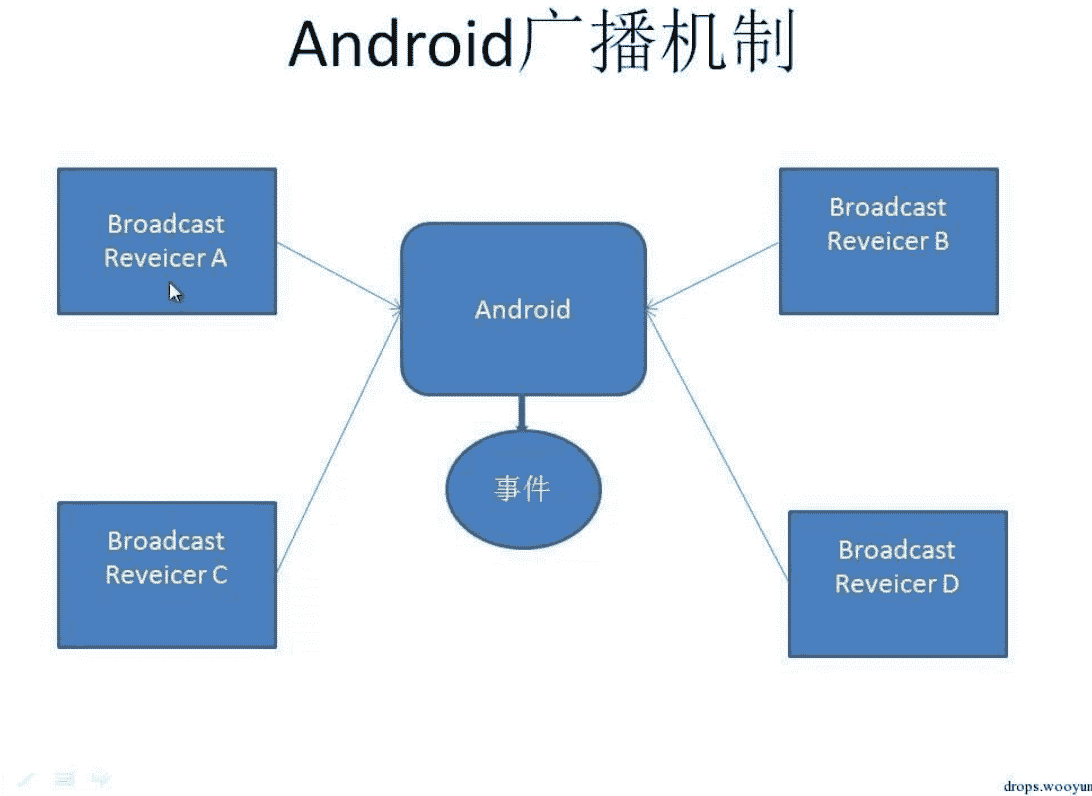 Android广播机制
Broadcast
Reveicer A
Broadcast
Reveicer B
Android
事件
Broadcast
Reveicer C
Broadcast
Reveicer D
drops.wooyun